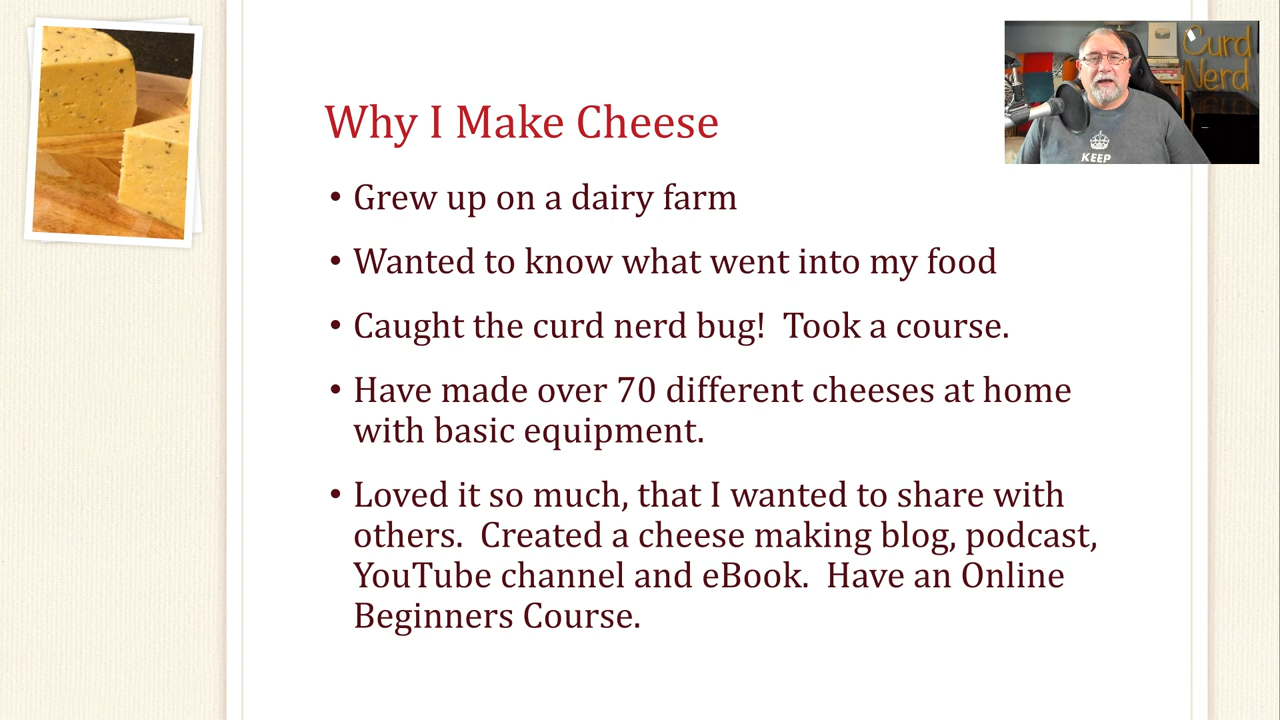 Why I Make Cheese
• Grew up on a dairy farm
• Wanted to know what went into my food
• Caught the curd nerd bug!  Took a course.
• Have made over 70 different cheeses at home
with basic equipment.
• Loved it so much, that I wanted to share with
others.  Created a cheese making blog, podcast,
YouTube channel and eBook.  Have an Online
Beginners Course.
Curd
Nerd
KEEP